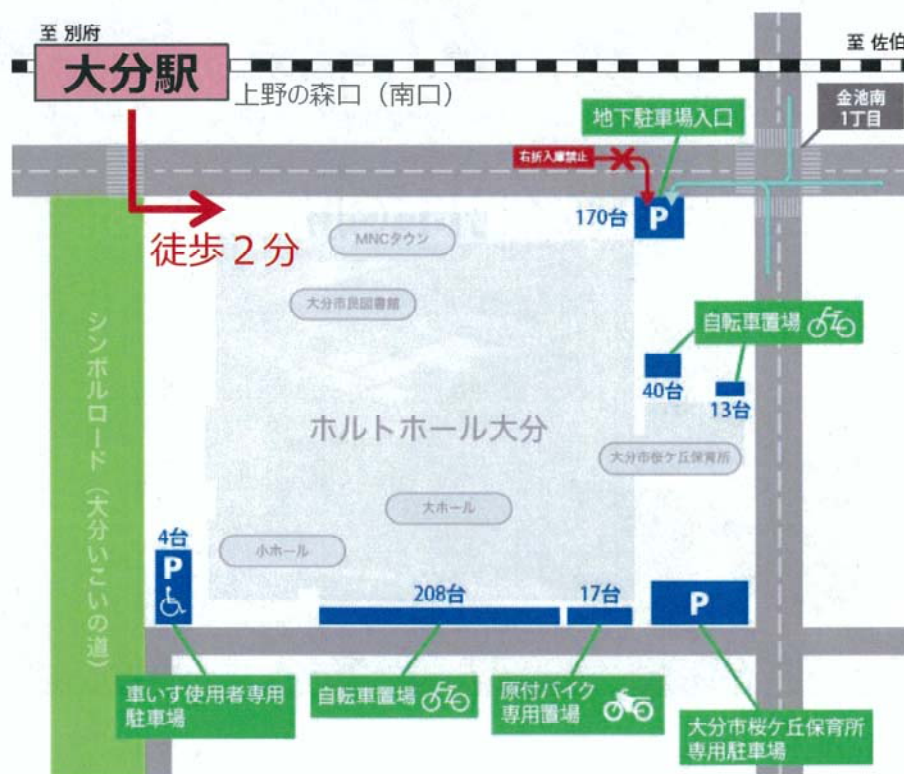 至 別府
至 佐伯
大分駅
上野の森口(南口)
金池南
1丁目
地下駐車場入口
右折入庫禁止
170台
P
徒歩2分
MNCタウン
大分市民図書館
自転車置場
40台
13台
シンボルロード(大分いこいの道)
ホルトホール大分
大分市桜ケ丘保育所
大ホール
小ホール
4台
P
208台
17台
P
車いす使用者専用
駐車場
自転車置場
原付バイク
専用置場
大分市桜ケ丘保育所
専用駐車場